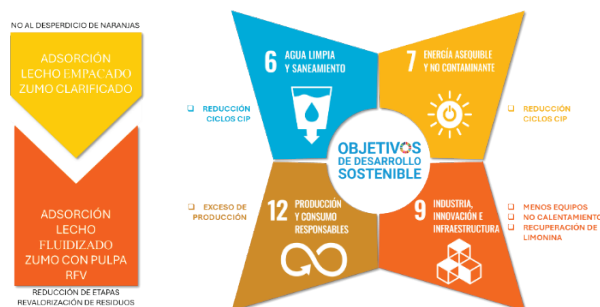 NO AL DESPERDICIO DE NARANJAS
ADSORCIÓN
LECHO EMPACADO
ZUMO CLARIFICADO
ADSORCIÓN
LECHO
FLUIDIZADO
ZUMO CON PULPA
RFV
REDUCCIÓN DE ETAPAS
REVALORIZACIÓN DE RESIDUOS
6 AGUA LIMPIA
Y SANEAMIENTO
❑ REDUCCIÓN
CICLOS CIP
7 ENERGÍA ASEQUIBLE
Y NO CONTAMINANTE
❑ REDUCCIÓN
CICLOS CIP
OBJETIVOS
DE DESARROLLO
SOSTENIBLE
❑ EXCESO DE
PRODUCCIÓN
12 PRODUCCIÓN
Y CONSUMO
RESPONSABLES
9 INDUSTRIA,
INNOVACIÓN E
INFRAESTRUCTURA
❑ MENOS EQUIPOS
❑ NO CALENTAMIENTO
❑ RECUPERACIÓN DE
LIMONINA